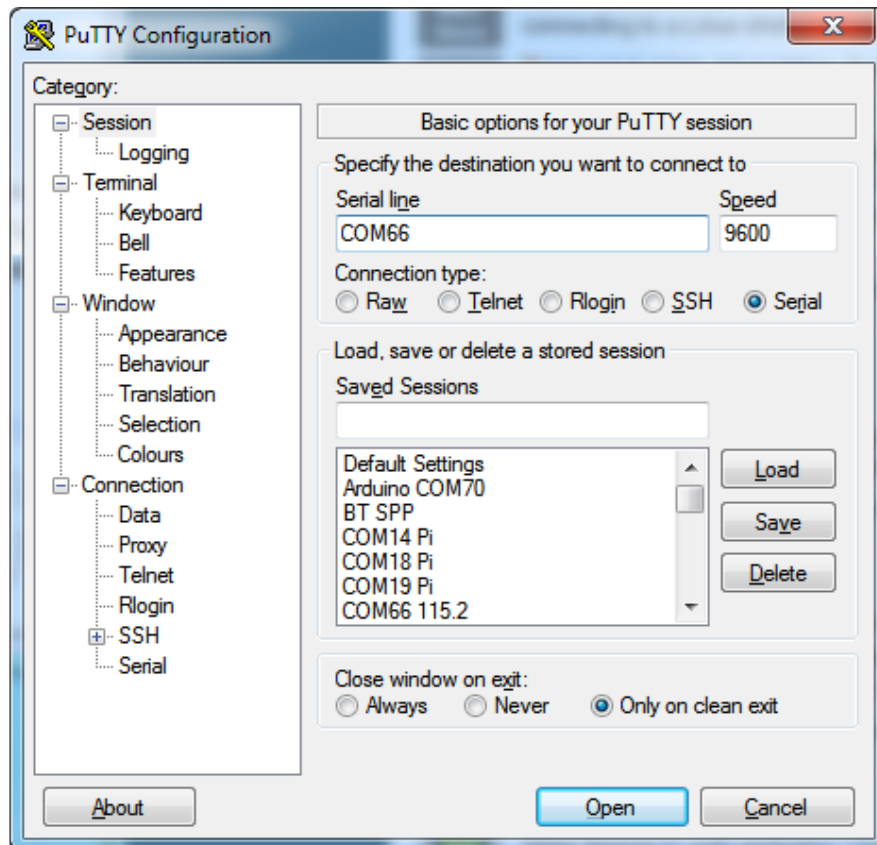 PuTTY Configuration
Category:
Session
Logging
Terminal
Keyboard
Bell
Features
Window
Appearance
Behaviour
Translation
Selection
Colours
Connection
Data
Proxy
Telnet
Rlogin
SSH
Serial
Basic options for your PuTTY session
Specify the destination you want to connect to
Serial line Speed
COM66 9600
Connection type:
Raw Telnet Rlogin SSH Serial
Load, save or delete a stored session
Saved Sessions
Default Settings
Arduino COM70
BT SPP
COM14 Pi
COM18 Pi
COM19 Pi
COM66 115.2
Load
Save
Delete
Close window on exit:
Always Never Only on clean exit
About Open Cancel